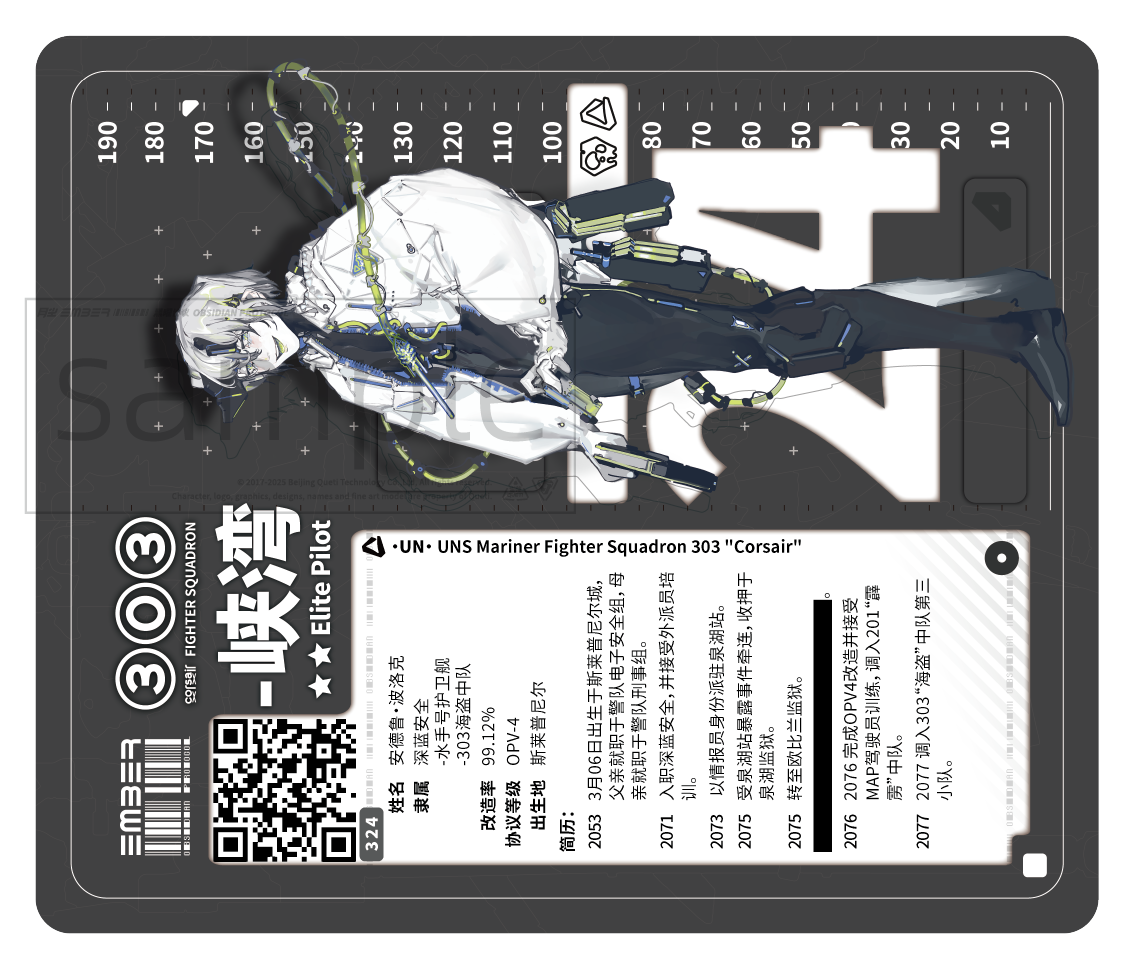 EMBER
303
corsair FIGHTER SQUADRON
峡湾
★★ Elite Pilot
190
180
170
160
150
140
130
120
110
100
80
70
60
50
30
20
10
24
sample
OBSIDIAN
324
·UN· UNS Mariner Fighter Squadron 303 "Corsair"
姓名 安德鲁·波洛克
隶属 深蓝安全
-水手号护卫舰
-303海盗中队
改造率 99.12%
协议等级 OPV-4
出生地 斯莱普尼尔
简历:
2053 3月06日出生于斯莱普尼尔城,
父亲就职于警队电子安全组,母
亲就职于警队刑事组。
2071 入职深蓝安全,并接受外派员培
训。
2073 以情报员身份派驻泉湖站。
2075 受泉湖站暴露事件牵连,收押于
泉湖监狱。
2075 转至欧比兰监狱。
。
2076 2076 完成OPV4改造并接受
MAP驾驶员训练,调入201“霹
雳”中队。
2077 2077 调入303“海盗”中队第三
小队。